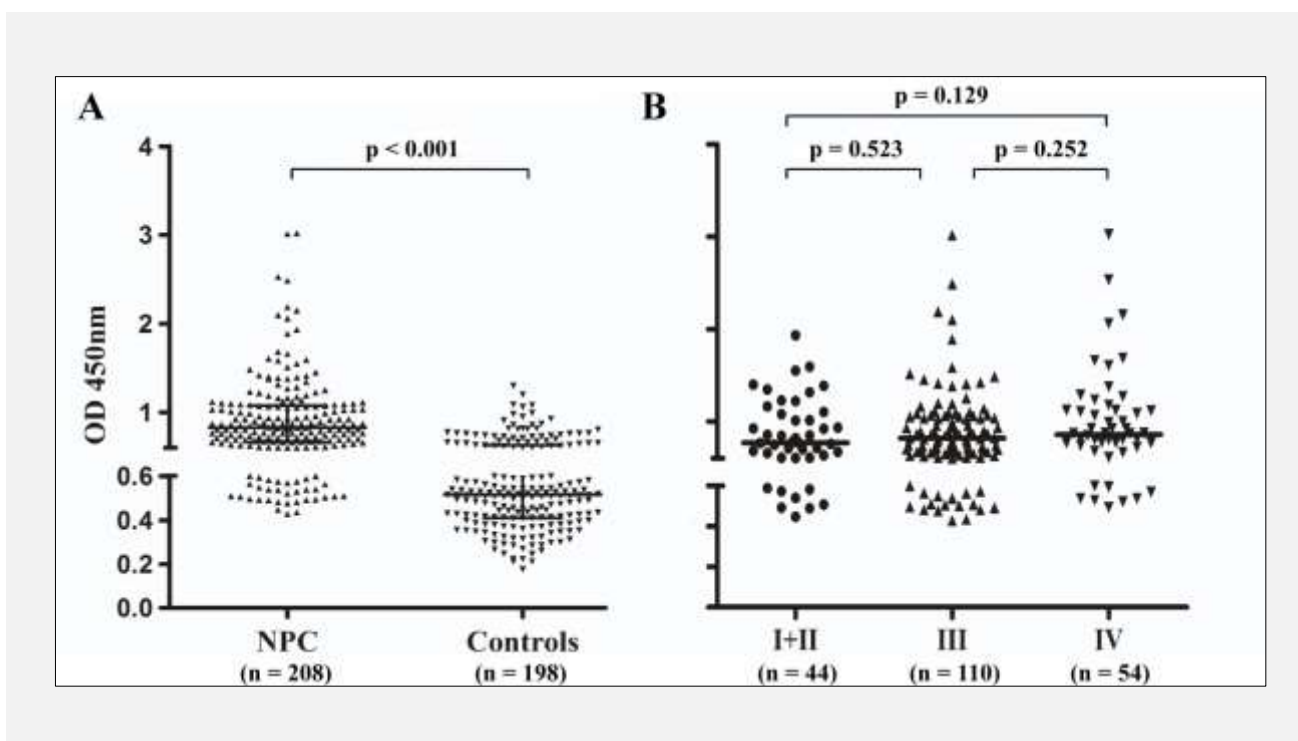 A
B
p = 0.129
p < 0.001
p = 0.523
p = 0.252
OD 450nm
4
3
2
1
0.6
0.4
0.2
0.0
NPC
(n = 208)
Controls
(n = 198)
I+II
(n = 44)
III
(n = 110)
IV
(n = 54)